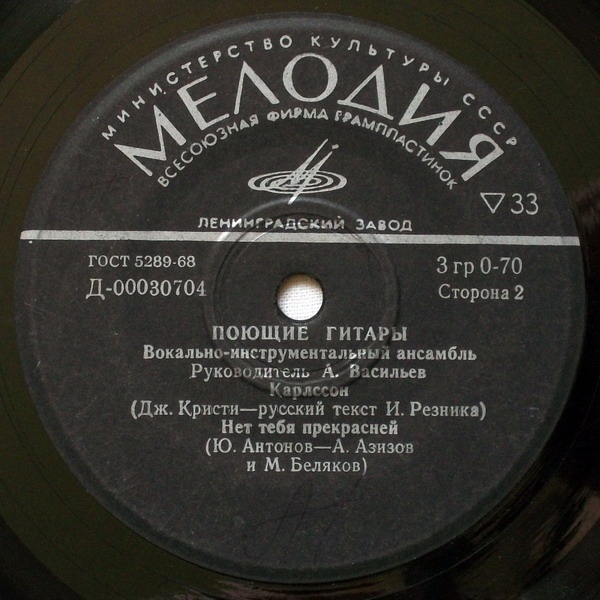 МИНИСТЕРСТВО КУЛЬТУРЫ СССР
МЕЛОДИЯ
ВСЕСОЮЗНАЯ ФИРМА ГРАМПЛАСТИНОК
33
ЛЕНИНГРАДСКИЙ ЗАВОД
ГОСТ 5289-68
3 гр 0-70
Д-00030704
Сторона 2
ПОЮЩИЕ ГИТАРЫ
Вокально-инструментальный ансамбль
Руководитель А. Васильев
Карлссон
(Дж. Кристи—русский текст И. Резника)
Нет тебя прекрасней
(Ю. Антонов—А. Азизов
и М. Беляков)